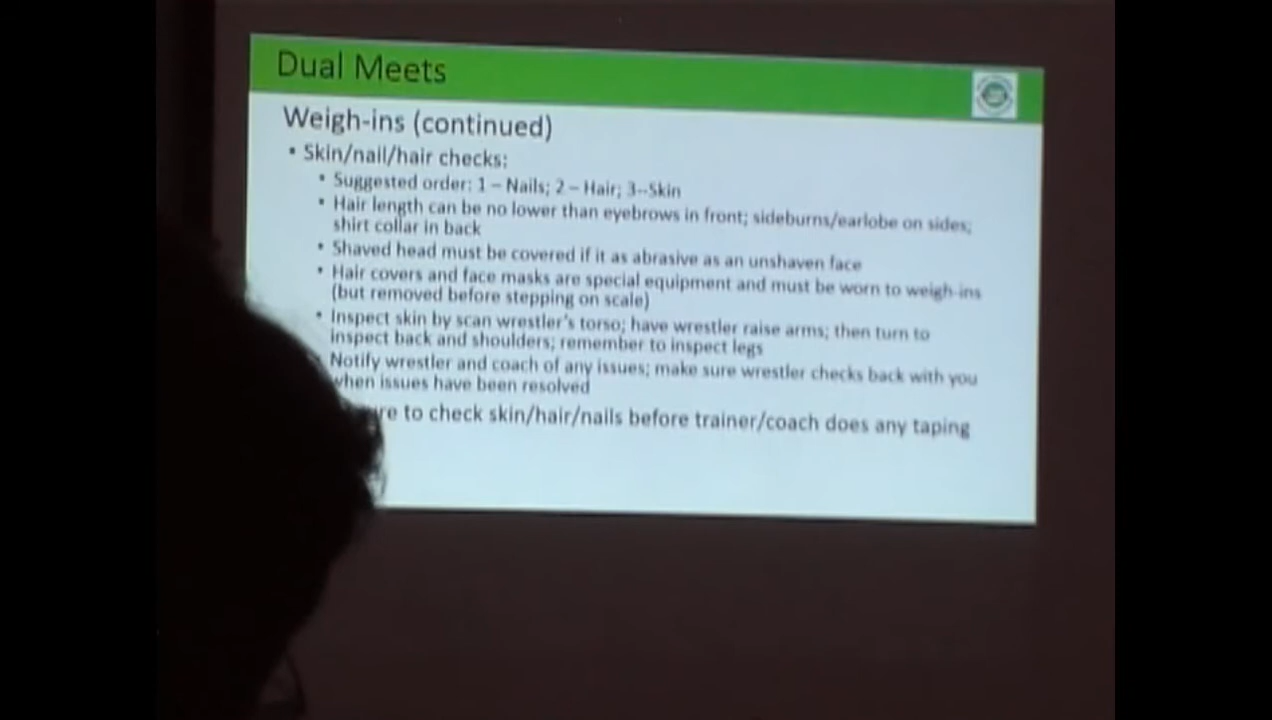 Dual Meets
Weigh-ins (continued)
• Skin/nail/hair checks:
• Suggested order: 1 – Nails; 2 – Hair; 3--Skin
• Hair length can be no lower than eyebrows in front; sideburns/earlobe on sides;
shirt collar in back
• Shaved head must be covered if it as abrasive as an unshaven face
• Hair covers and face masks are special equipment and must be worn to weigh-ins
(but removed before stepping on scale)
• Inspect skin by scan wrestler's torso; have wrestler raise arms; then turn to
inspect back and shoulders; remember to inspect legs
Notify wrestler and coach of any issues; make sure wrestler checks back with you
when issues have been resolved
to check skin/hair/nails before trainer/coach does any taping